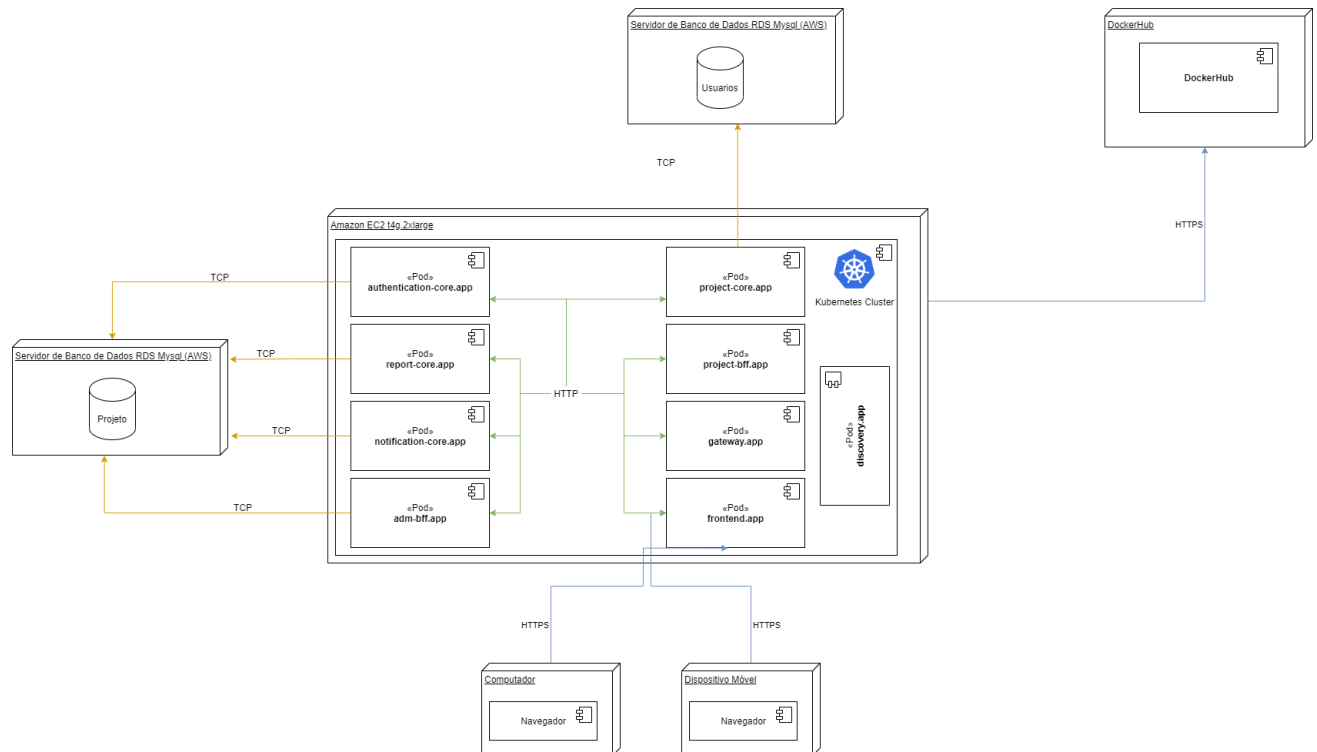 Servidor de Banco de Dados RDS Mysql (AWS)
Usuarios
DockerHub
DockerHub
TCP
HTTPS
Amazon EC2 t4g.2xlarge
«Pod»
authentication-core.app
«Pod»
project-core.app
Kubernetes Cluster
TCP
Servidor de Banco de Dados RDS Mysql (AWS)
Projeto
TCP
«Pod»
report-core.app
«Pod»
project-bff.app
HTTP
«Pod»
discovery.app
TCP
«Pod»
notification-core.app
«Pod»
gateway.app
TCP
«Pod»
adm-bff.app
«Pod»
frontend.app
HTTPS
HTTPS
Computador
Navegador
Dispositivo Móvel
Navegador